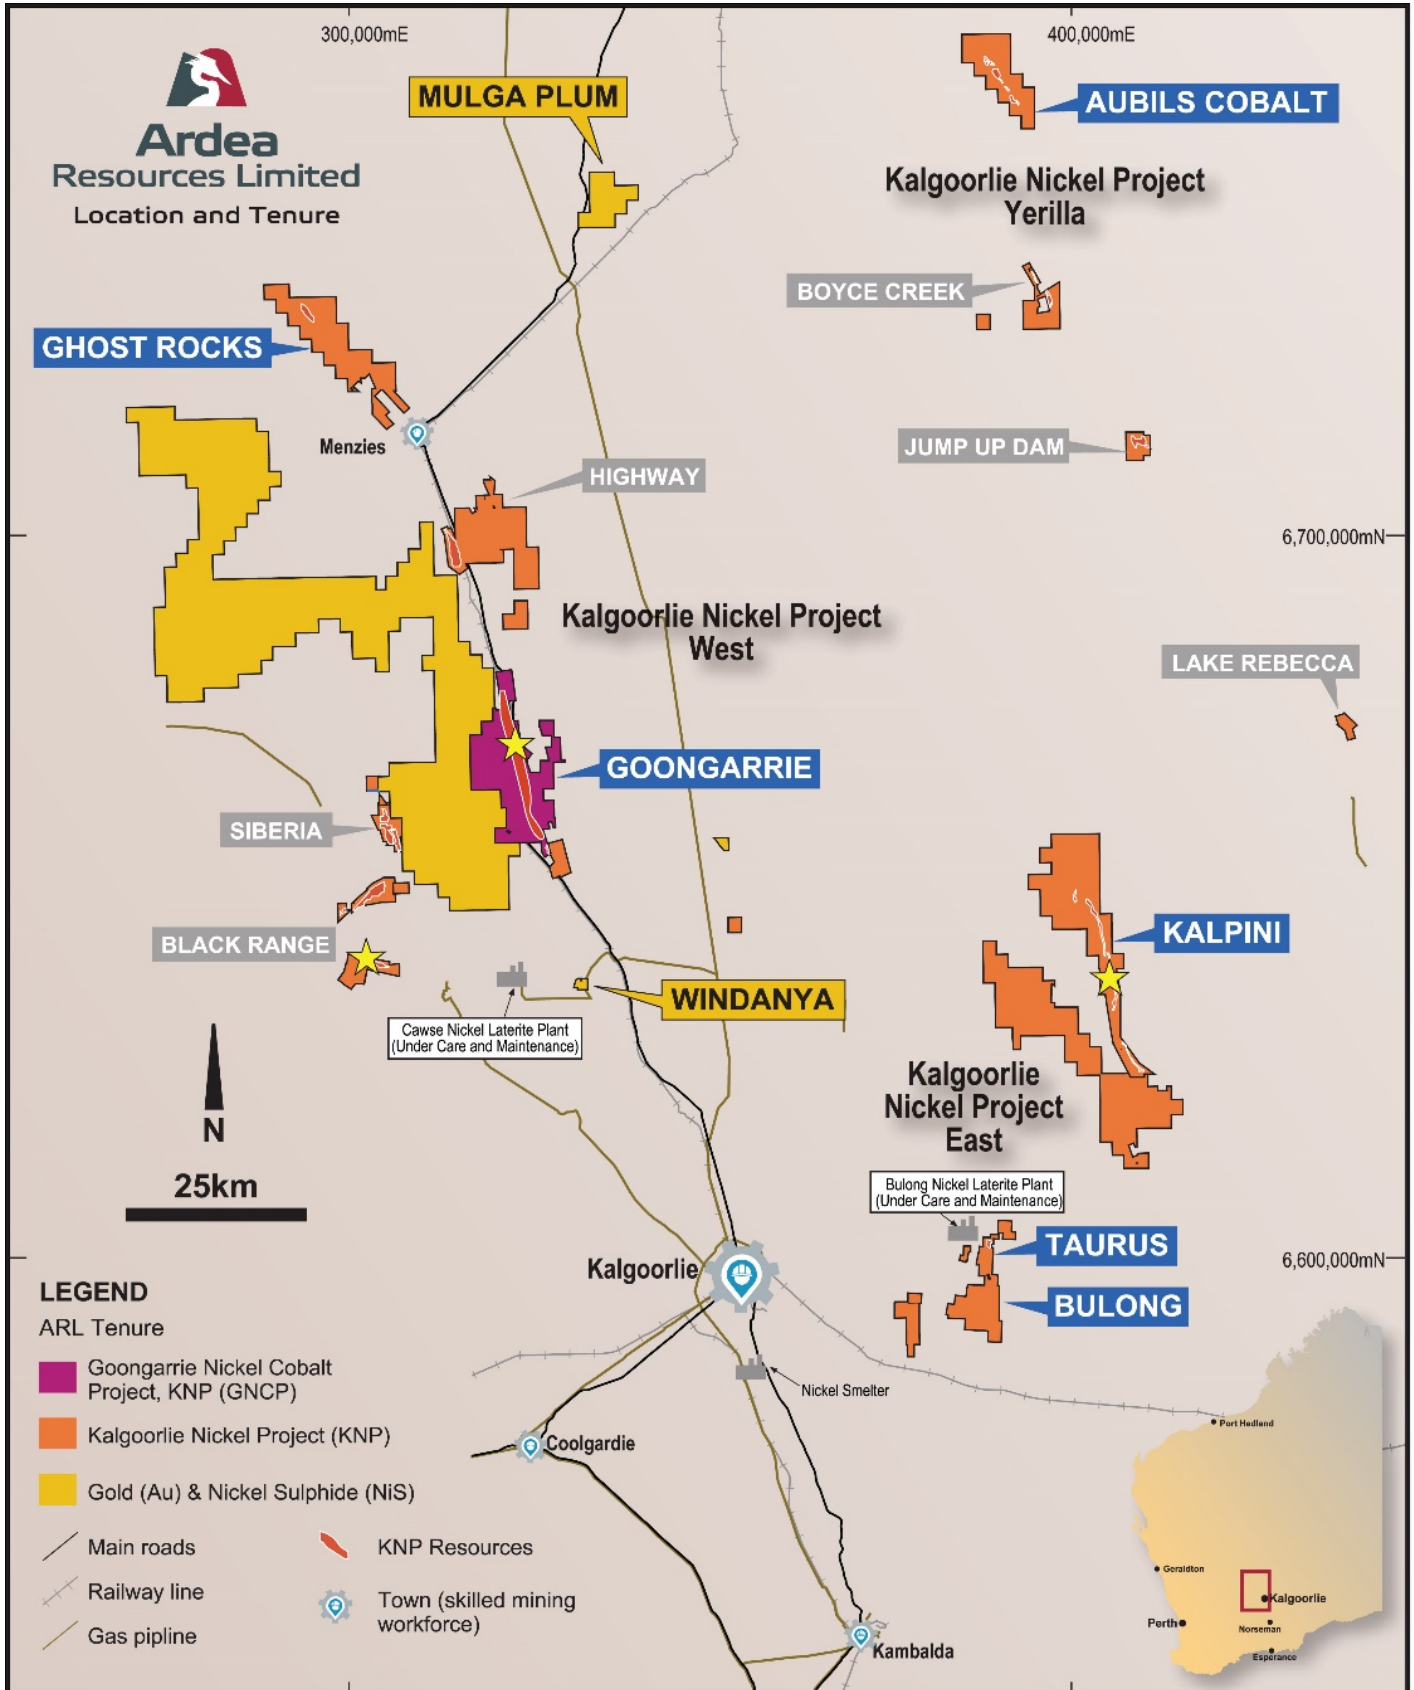 300,000mE
400,000mE
MULGA PLUM
AUBILS COBALT
Ardea
Resources Limited
Location and Tenure
Kalgoorlie Nickel Project
Yerilla
BOYCE CREEK
GHOST ROCKS
Menzies
JUMP UP DAM
HIGHWAY
6,700,000mN
Kalgoorlie Nickel Project
West
LAKE REBECCA
GOONGARRIE
SIBERIA
KALPINI
BLACK RANGE
WINDANYA
Cawse Nickel Laterite Plant
(Under Care and Maintenance)
N
25km
Kalgoorlie
Nickel Project
East
Bulong Nickel Laterite Plant
(Under Care and Maintenance)
TAURUS
6,600,000mN
Kalgoorlie
BULONG
LEGEND
ARL Tenure
Goongarrie Nickel Cobalt
Project, KNP (GNCP)
Kalgoorlie Nickel Project (KNP)
Gold (Au) & Nickel Sulphide (NiS)
Main roads
Railway line
Gas pipline
KNP Resources
Town (skilled mining
workforce)
Nickel Smelter
Coolgardie
Kambalda
Port Hedland
Geraldton
Kalgoorlie
Perth
Norseman
Esperance